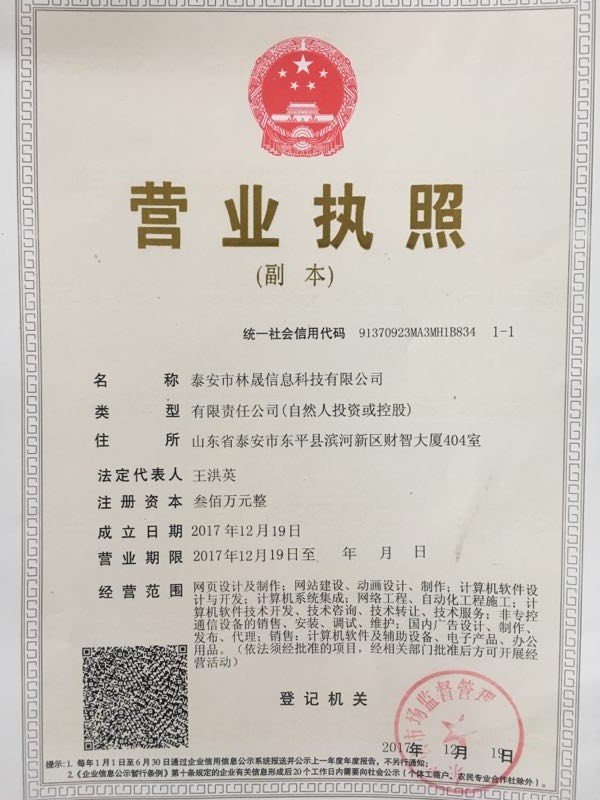 营业执照
(副 本)
统一社会信用代码 91370923MA3MH1B834 1-1
名 称 泰安市林晟信息科技有限公司
类 型 有限责任公司(自然人投资或控股)
住 所 山东省泰安市东平县滨河新区财智大厦404室
法定代表人 王洪英
注册资本 叁佰万元整
成立日期 2017年12月19日
营业期限 2017年12月19日至 年 月 日
经营范围 网页设计及制作；网站建设、动画设计、制作；计算机软件设
计与开发；计算机系统集成；网络工程、自动化工程施工；计
算机软件技术开发、技术咨询、技术转让、技术服务；非专控
通信设备的销售、安装、调试、维护；国内广告设计、制作、
发布、代理；销售：计算机软件及辅助设备、电子产品、办公
用品。（依法须经批准的项目，经相关部门批准后方可开展经
营活动）
登记机关
市场监督管理
2017年 12月 19日
提示：1. 每年1月1日至6月30日通过企业信用信息公示系统报送并公示上一年度年度报告，不另行通知；
2.《企业信息公示暂行条例》第十条规定的企业有关信息形成后20个工作日内需要向社会公示（个体工商户、农民专业合作社除外）。